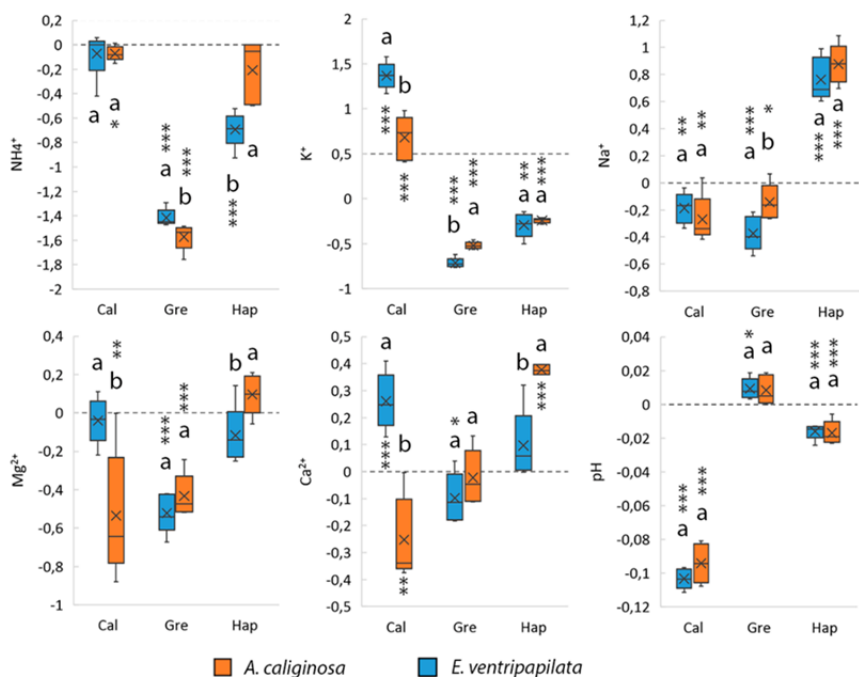 NH4⁺
0,2
0
-0,2
-0,4
-0,6
-0,8
-1
-1,2
-1,4
-1,6
-1,8
-2
a
a
*
***
a
***
b
b
***
a
Cal Gre Hap
K⁺
2
1,5
1
0,5
0
-0,5
-1
a
***
b
***
***
b
***
a
**
a
***
a
Cal Gre Hap
Na⁺
1,2
0,8
0,4
0
-0,2
-0,4
-0,6
-0,8
**
a
**
a
***
a
*
b
a
***
a
***
Cal Gre Hap
Mg²⁺
0,4
0,2
0
-0,2
-0,4
-0,6
-0,8
-1
a
**
b
***
a
***
a
b
a
Cal Gre Hap
Ca²⁺
0,5
0,4
0,3
0,2
0,1
0
-0,1
-0,2
-0,3
-0,4
-0,5
a
***
b
**
*
a
a
b
a
***
Cal Gre Hap
pH
0,04
0,02
0
-0,02
-0,04
-0,06
-0,08
-0,1
-0,12
***
a
***
a
*
a
a
***
a
***
a
Cal Gre Hap
A. caliginosa E. ventripapilata